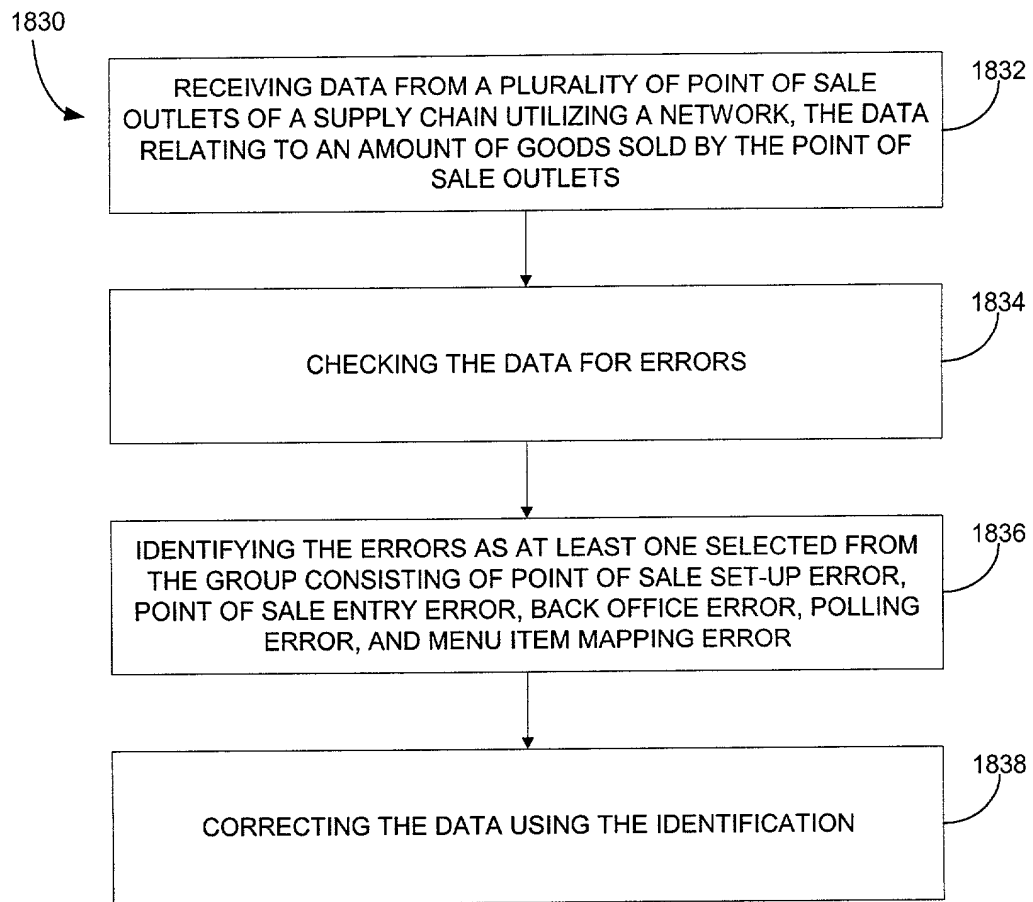 1830
1832
RECEIVING DATA FROM A PLURALITY OF POINT OF SALE
OUTLETS OF A SUPPLY CHAIN UTILIZING A NETWORK, THE DATA
RELATING TO AN AMOUNT OF GOODS SOLD BY THE POINT OF
SALE OUTLETS
1834
CHECKING THE DATA FOR ERRORS
1836
IDENTIFYING THE ERRORS AS AT LEAST ONE SELECTED FROM
THE GROUP CONSISTING OF POINT OF SALE SET-UP ERROR,
POINT OF SALE ENTRY ERROR, BACK OFFICE ERROR, POLLING
ERROR, AND MENU ITEM MAPPING ERROR
1838
CORRECTING THE DATA USING THE IDENTIFICATION